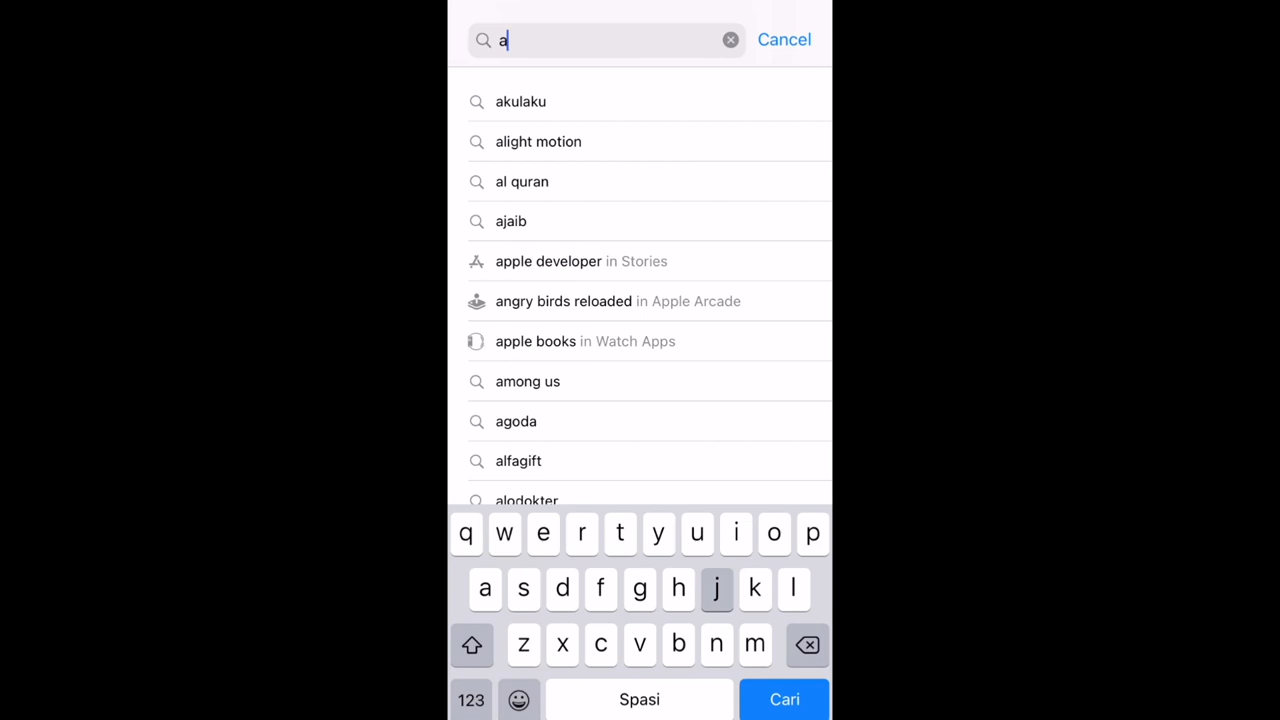 a
Cancel
akulaku
alight motion
al quran
ajaib
apple developer in Stories
angry birds reloaded in Apple Arcade
apple books in Watch Apps
among us
agoda
alfagift
alodokter
q w e r t y u i o p
a s d f g h j k l
z x c v b n m
123 Spasi Cari